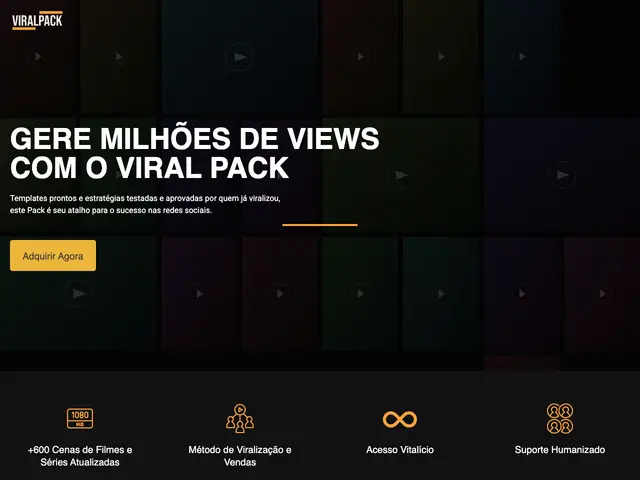 VIRALPACK
GERE MILHÕES DE VIEWS
COM O VIRAL PACK
Templates prontos e estratégias testadas e aprovadas por quem já viralizou,
este Pack é seu atalho para o sucesso nas redes sociais.
Adquirir Agora
1080
HD
+600 Cenas de Filmes e
Séries Atualizadas
Método de Viralização e
Vendas
Acesso Vitalício
Suporte Humanizado